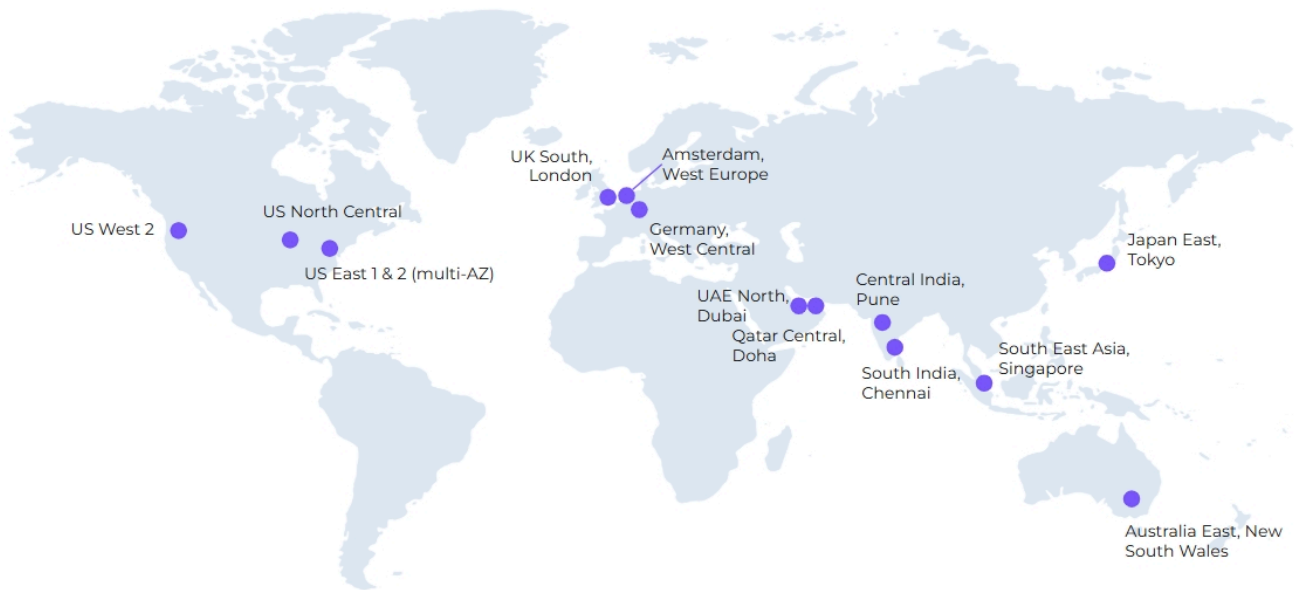 UK South,
London
Amsterdam,
West Europe
US West 2
US North Central
US East 1 & 2 (multi-AZ)
Germany,
West Central
Japan East,
Tokyo
UAE North,
Dubai
Qatar Central,
Doha
Central India,
Pune
South India,
Chennai
South East Asia,
Singapore
Australia East, New
South Wales